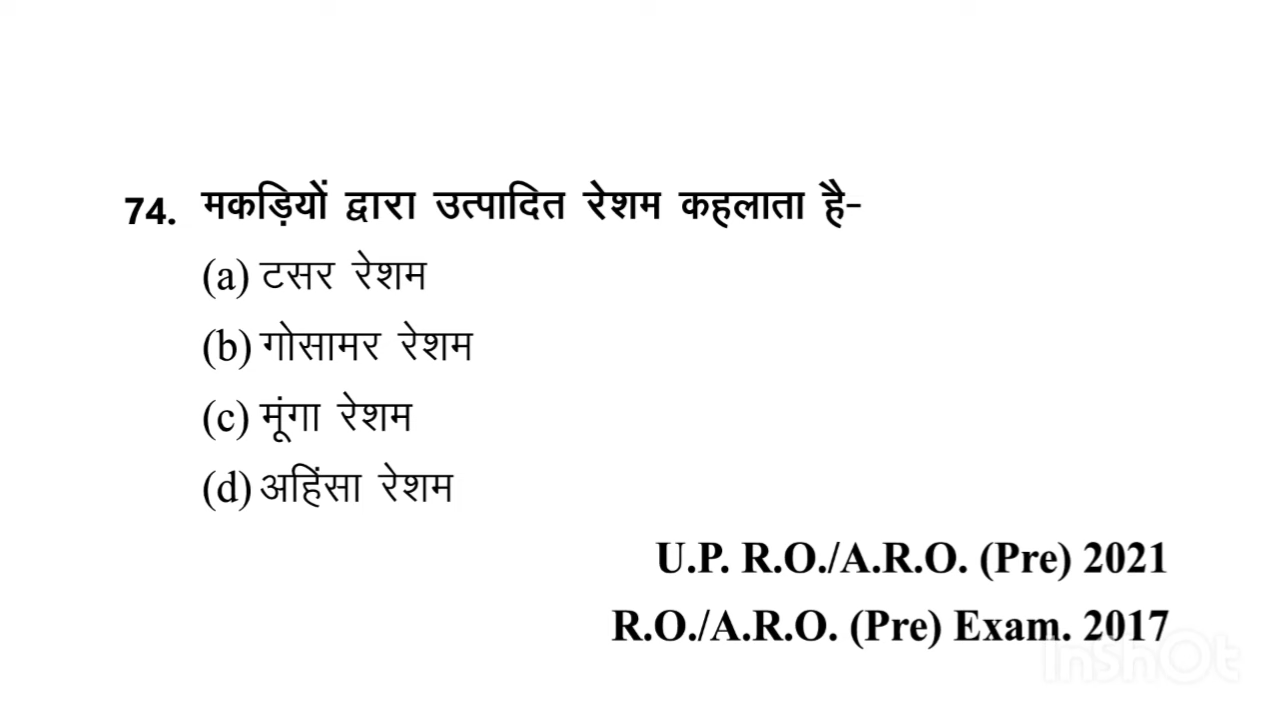 74. मकड़ियों द्वारा उत्पादित रेशम कहलाता है-
(a) टसर रेशम
(b) गोसामर रेशम
(c) मूंगा रेशम
(d) अहिंसा रेशम
U.P. R.O./A.R.O. (Pre) 2021
R.O./A.R.O. (Pre) Exam. 2017
InShOt